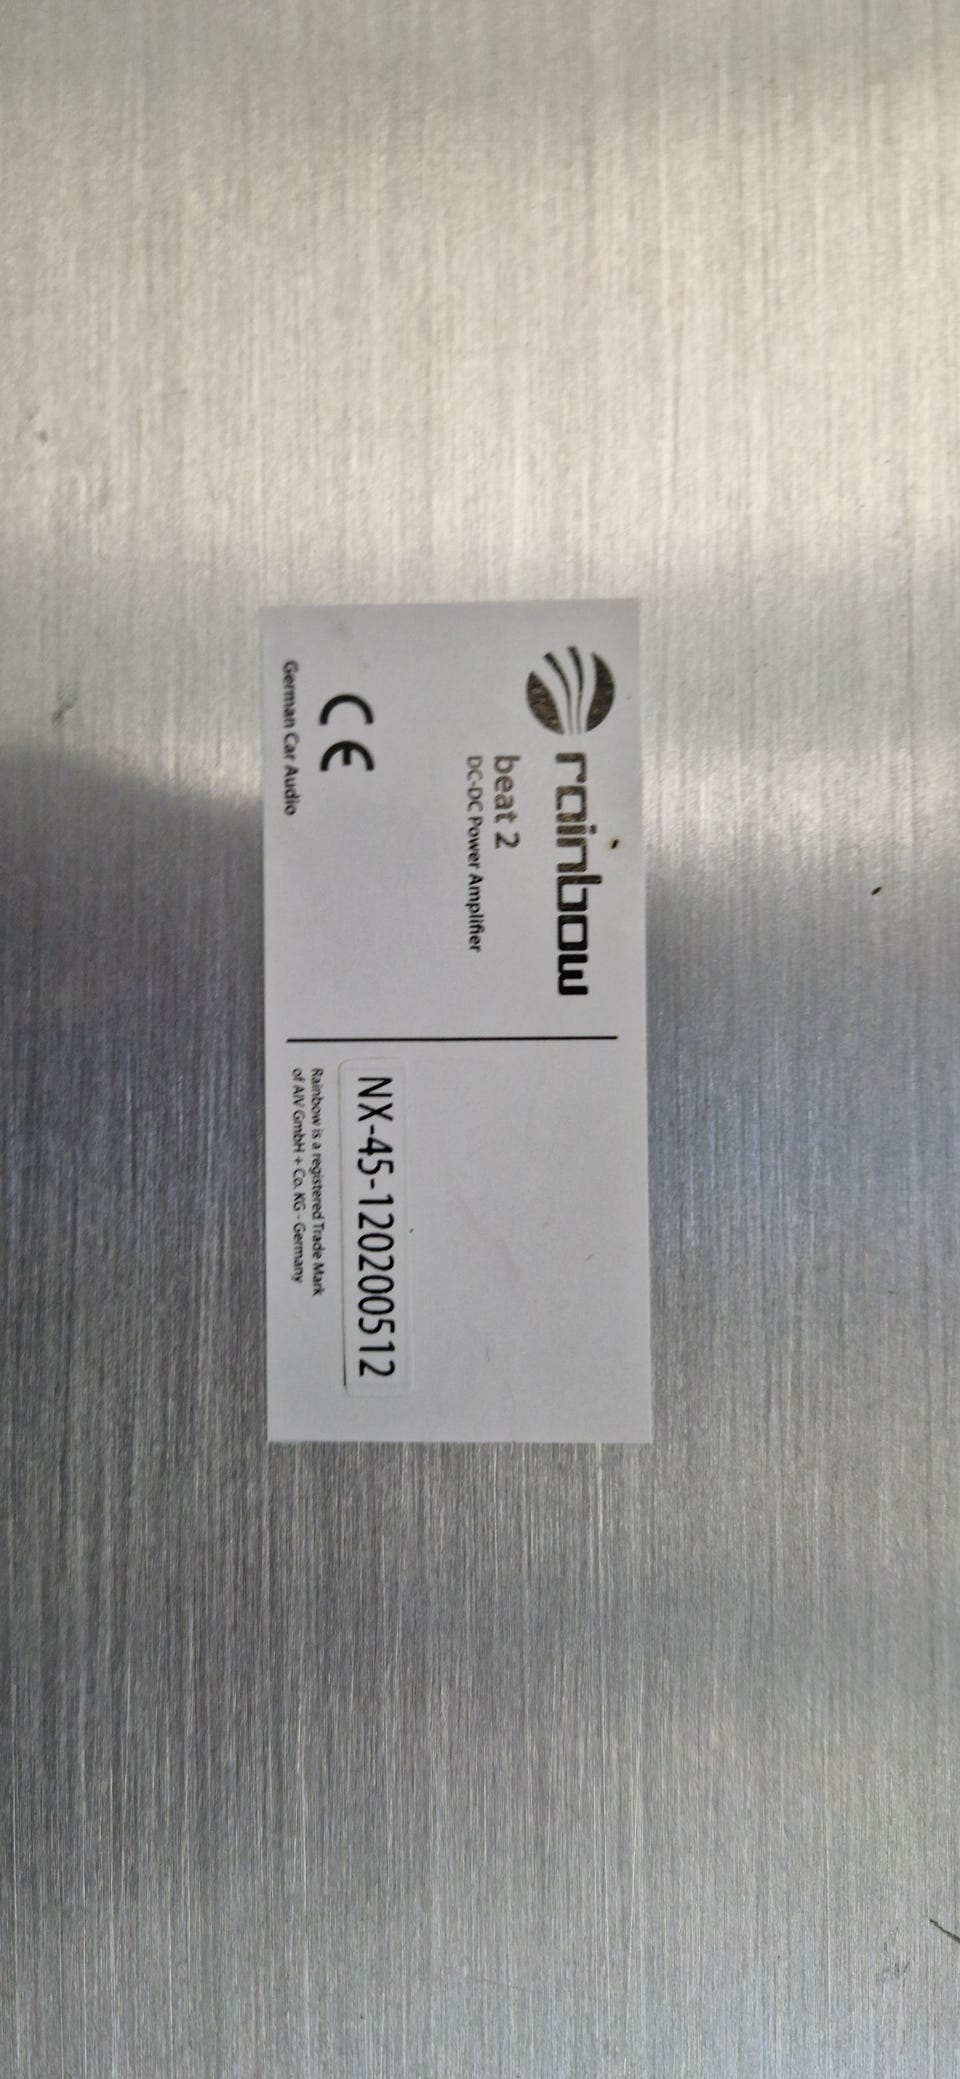 rainbow
beat 2
DC-DC Power Amplifier
CE
German Car Audio
NX-45-120200512
Rainbow is a registered Trade Mark
of AIV GmbH + Co. KG - Germany